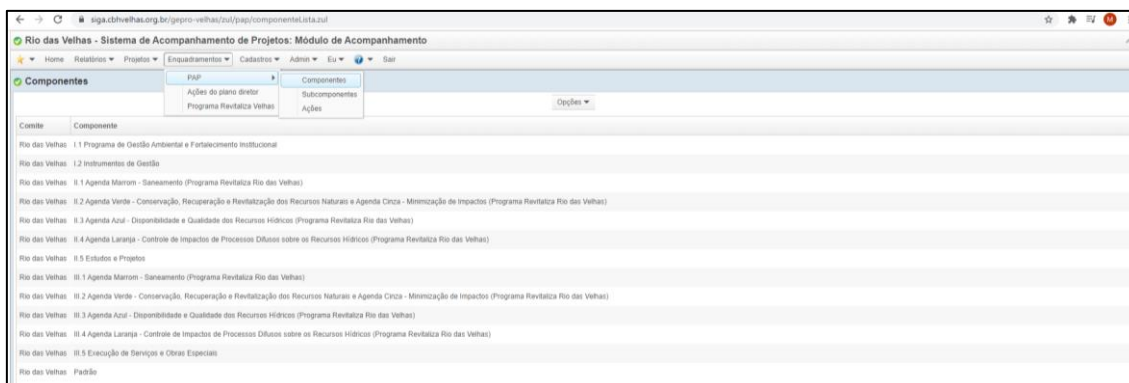 siga.cbhvelhas.org.br/gepro-velhas/zul/pap/componenteLista.zul M
Rio das Velhas - Sistema de Acompanhamento de Projetos: Módulo de Acompanhamento
Home Relatórios Projetos Enquadramentos Cadastros Admin Eu Sair
Componentes
PAP Componentes
Ações do plano diretor Subcomponentes
Programa Revitaliza Velhas Ações
Opções
Comite Componente
Rio das Velhas I.1 Programa de Gestão Ambiental e Fortalecimento Institucional
Rio das Velhas I.2 Instrumentos de Gestão
Rio das Velhas II.1 Agenda Marrom - Saneamento (Programa Revitaliza Rio das Velhas)
Rio das Velhas II.2 Agenda Verde - Conservação, Recuperação e Revitalização dos Recursos Naturais e Agenda Cinza - Minimização de Impactos (Programa Revitaliza Rio das Velhas)
Rio das Velhas II.3 Agenda Azul - Disponibilidade e Qualidade dos Recursos Hídricos (Programa Revitaliza Rio das Velhas)
Rio das Velhas II.4 Agenda Laranja - Controle de Impactos de Processos Difusos sobre os Recursos Hídricos (Programa Revitaliza Rio das Velhas)
Rio das Velhas II.5 Estudos e Projetos
Rio das Velhas III.1 Agenda Marrom - Saneamento (Programa Revitaliza Rio das Velhas)
Rio das Velhas III.2 Agenda Verde - Conservação, Recuperação e Revitalização dos Recursos Naturais e Agenda Cinza - Minimização de Impactos (Programa Revitaliza Rio das Velhas)
Rio das Velhas III.3 Agenda Azul - Disponibilidade e Qualidade dos Recursos Hídricos (Programa Revitaliza Rio das Velhas)
Rio das Velhas III.4 Agenda Laranja - Controle de Impactos de Processos Difusos sobre os Recursos Hídricos (Programa Revitaliza Rio das Velhas)
Rio das Velhas III.5 Execução de Serviços e Obras Especiais
Rio das Velhas Padrão